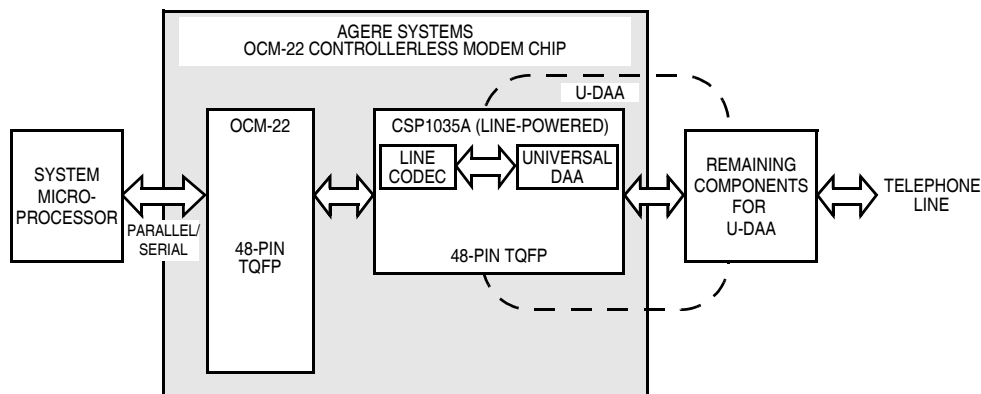 AGERE SYSTEMS
OCM-22 CONTROLLERLESS MODEM CHIP
U-DAA
OCM-22
CSP1035A (LINE-POWERED)
LINE
CODEC
UNIVERSAL
DAA
SYSTEM
MICRO-
PROCESSOR
PARALLEL/
SERIAL
48-PIN
TQFP
48-PIN TQFP
REMAINING
COMPONENTS
FOR
U-DAA
TELEPHONE
LINE